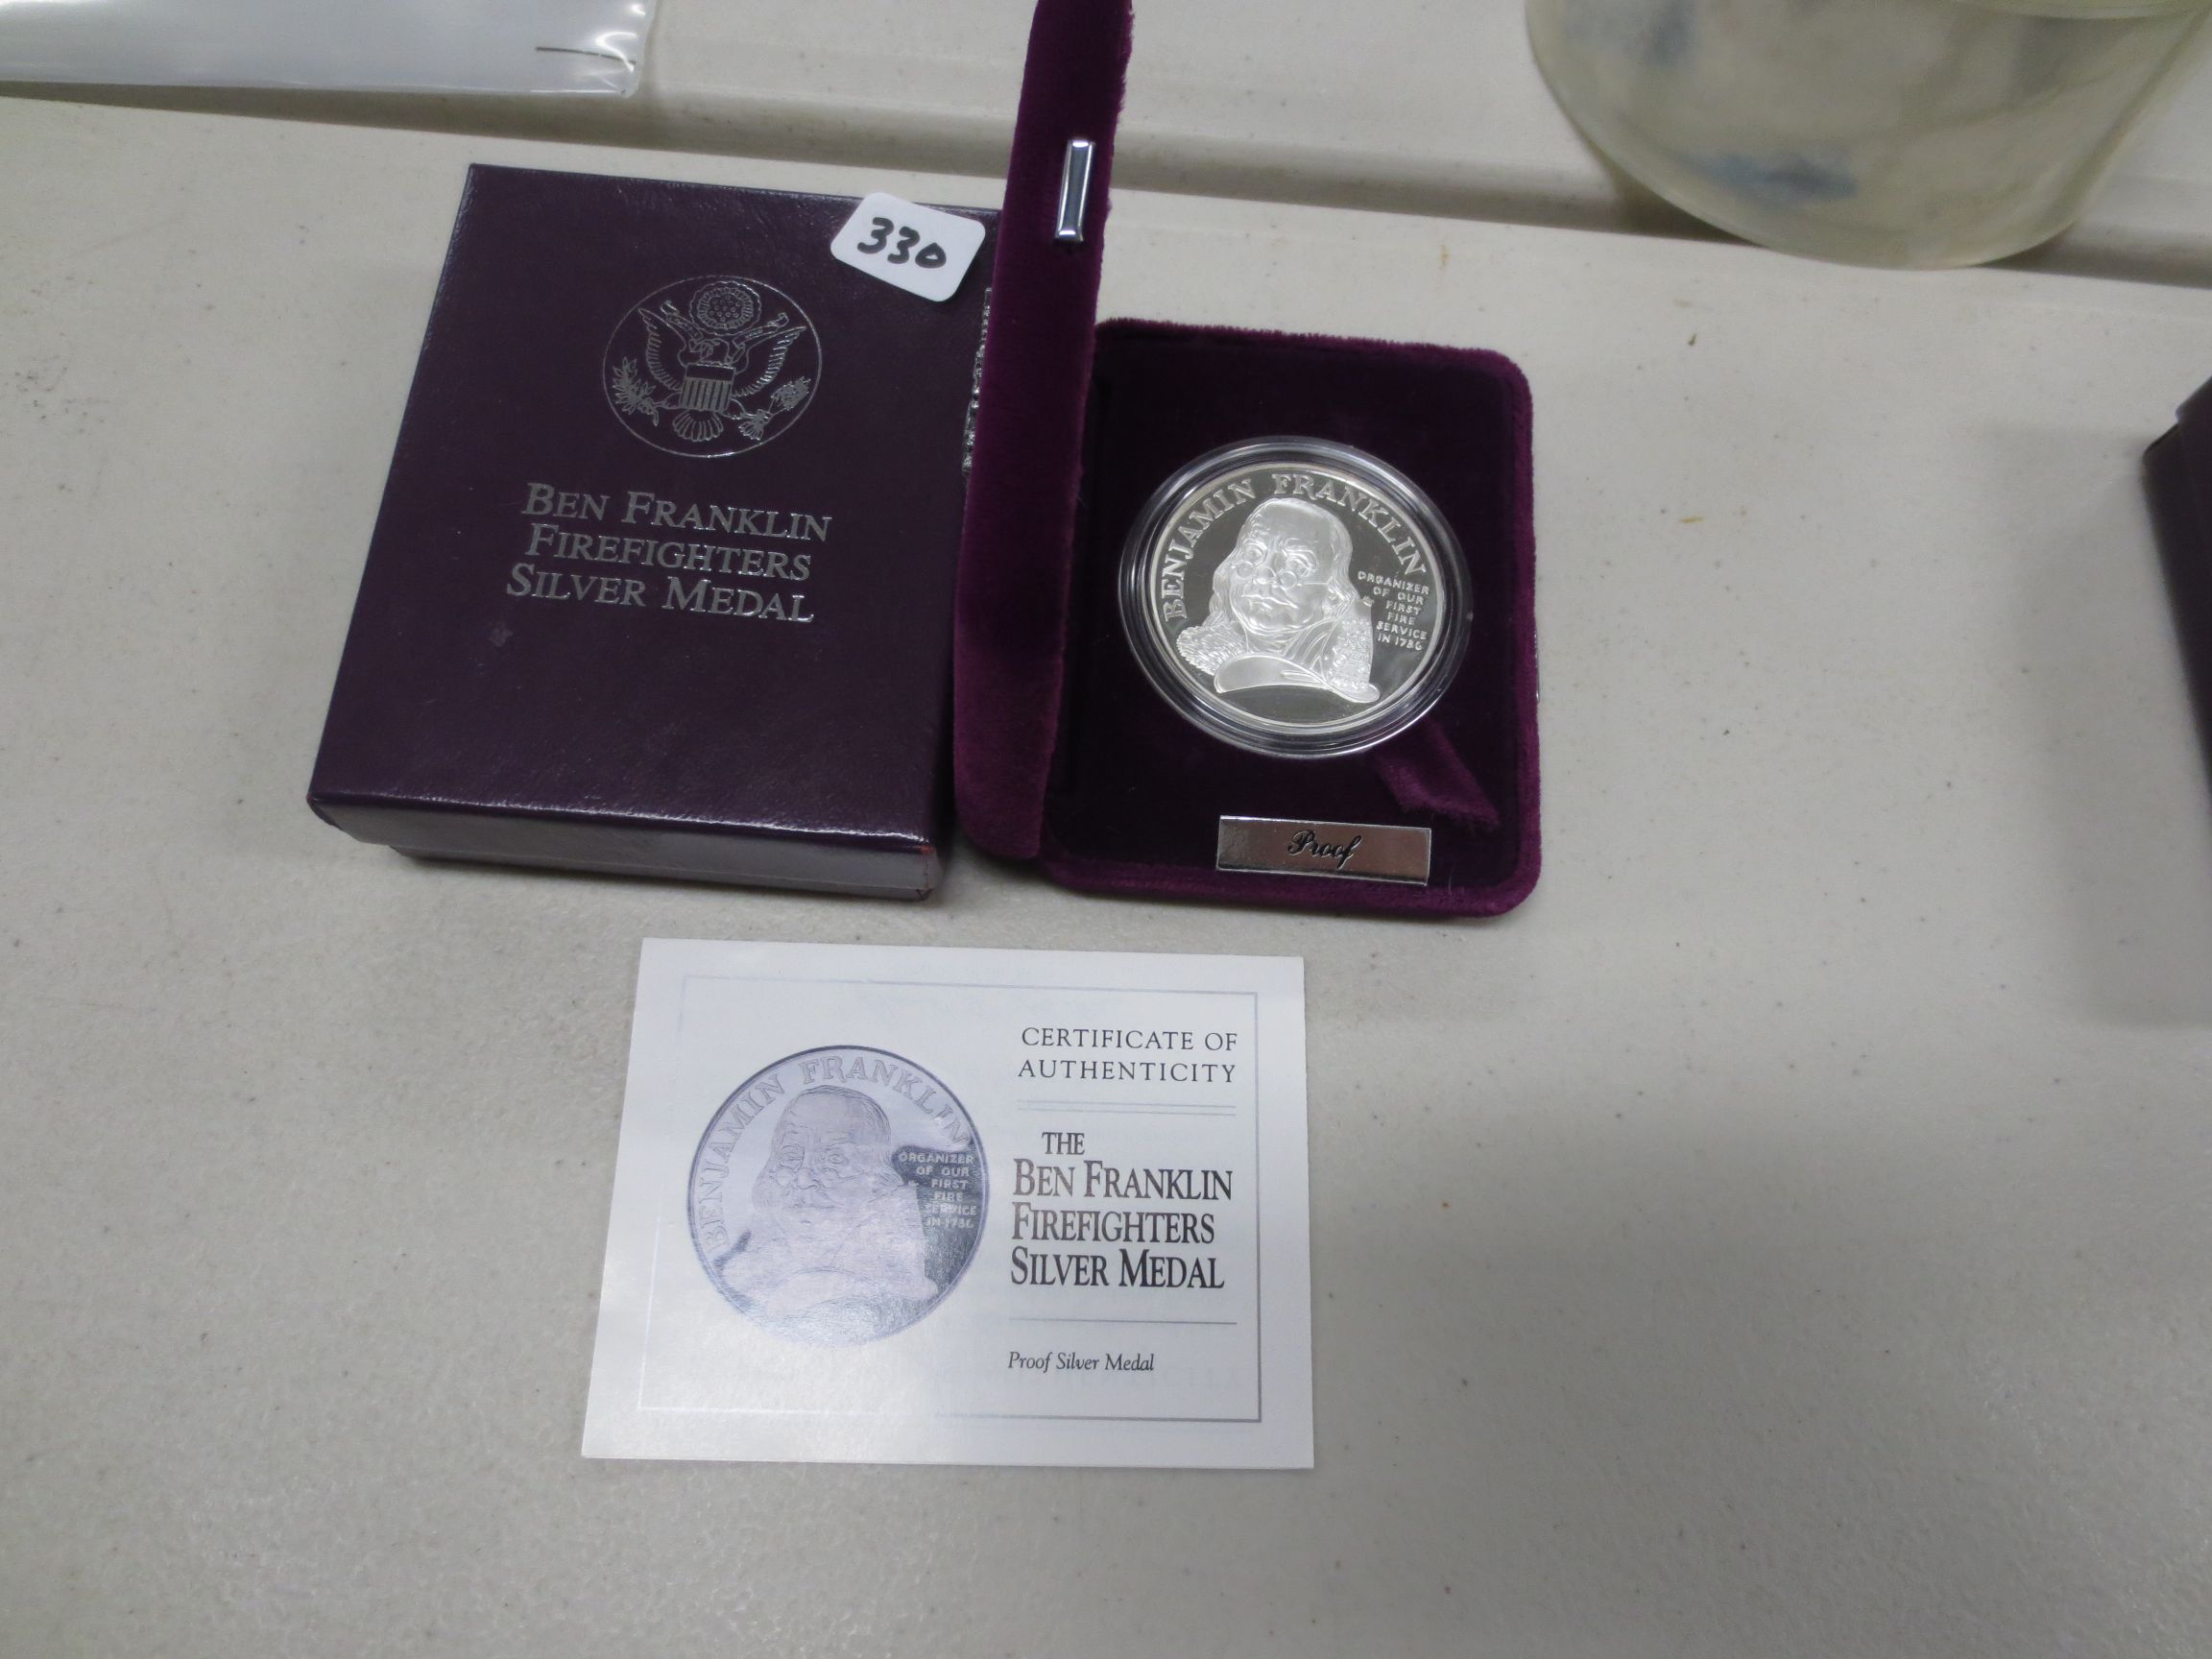 330
BEN FRANKLIN
FIREFIGHTERS
SILVER MEDAL
BENJAMIN FRANKLIN
ORGANIZER
OF OUR
FIRST
FIRE
SERVICE
IN 1736
Proof
BENJAMIN FRANKLIN
ORGANIZER
OF OUR
FIRST
FIRE
SERVICE
IN 1736
CERTIFICATE OF
AUTHENTICITY
THE
BEN FRANKLIN
FIREFIGHTERS
SILVER MEDAL
Proof Silver Medal